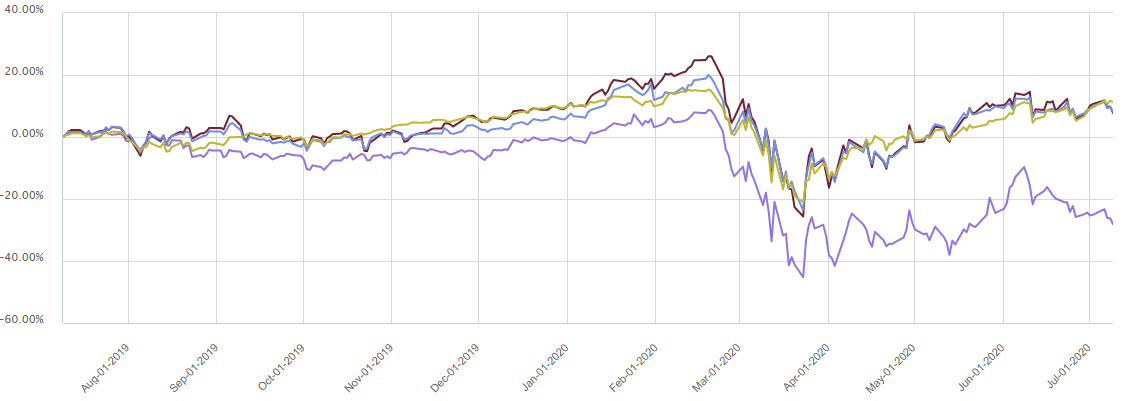 40.00%
20.00%
0.00%
-20.00%
-40.00%
-60.00%
Aug-01-2019
Sep-01-2019
Oct-01-2019
Nov-01-2019
Dec-01-2019
Jan-01-2020
Feb-01-2020
Mar-01-2020
Apr-01-2020
May-01-2020
Jun-01-2020
Jul-01-2020